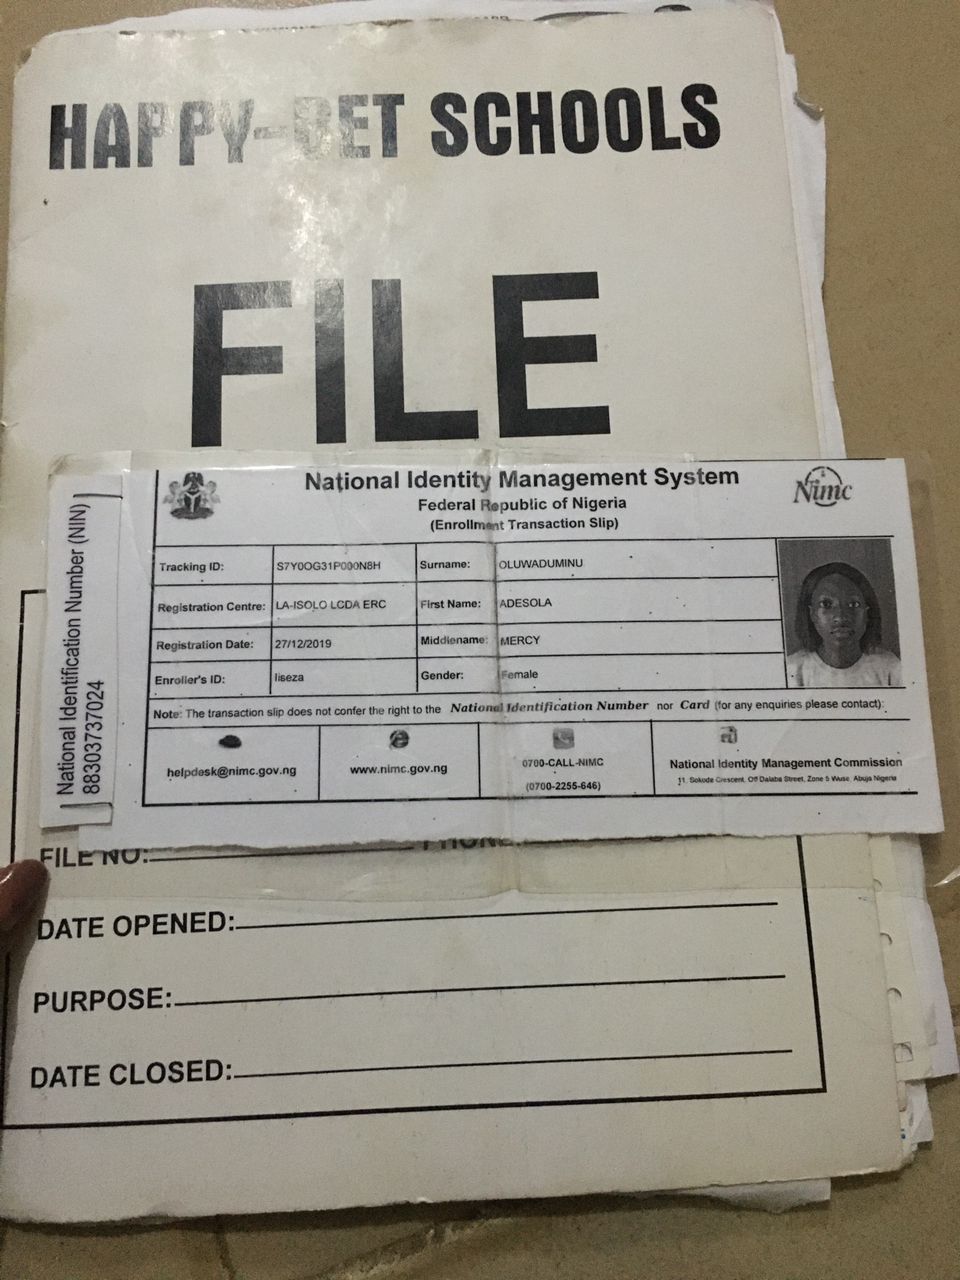 HAPPY-BET SCHOOLS
FILE
National Identity Management System
Federal Republic of Nigeria
(Enrollment Transaction Slip)
Nimc
National Identification Number (NIN)
88303737024
Tracking ID: S7Y0OG31P000N8H Surname: OLUWADUMINU
Registration Centre: LA-ISOLO LCDA ERC First Name: ADESOLA
Registration Date: 27/12/2019 Middlename: MERCY
Enroller's ID: liseza Gender: Female
Note: The transaction slip does not confer the right to the National Identification Number nor Card (for any enquiries please contact):
helpdesk@nimc.gov.ng
www.nimc.gov.ng
0700-CALL-NIMC
(0700-2255-646)
National Identity Management Commission
11, Sokode Crescent, Off Dalaba Street, Zone 5 Wuse, Abuja Nigeria
FILE NO: PHONE:
DATE OPENED:
PURPOSE:
DATE CLOSED: